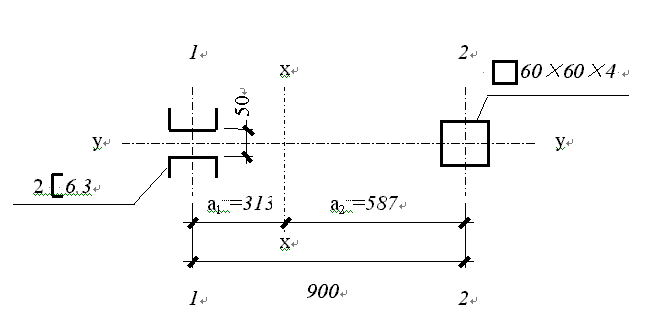 1 2
x
□60×60×4
50
y y
2[6.3
a1=313 a2=587
x
900
1 2